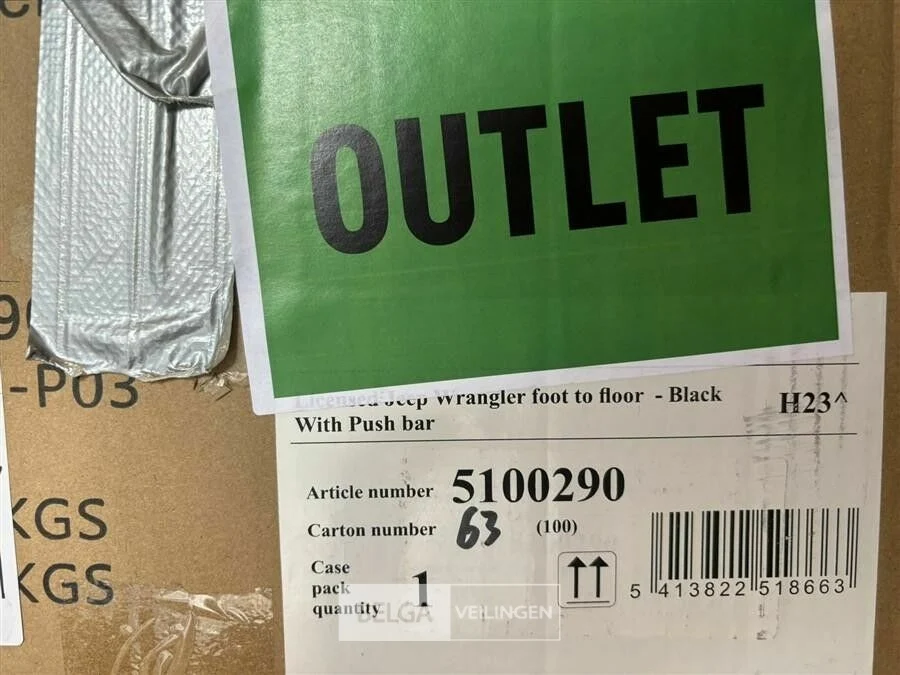 OUTLET
-P03
KGS
KGS
Licensed Jeep Wrangler foot to floor - Black
With Push bar
H23^
Article number 5100290
Carton number 63 (100)
Case
pack
quantity 1
5 413822 518663
BELGA VEILINGEN